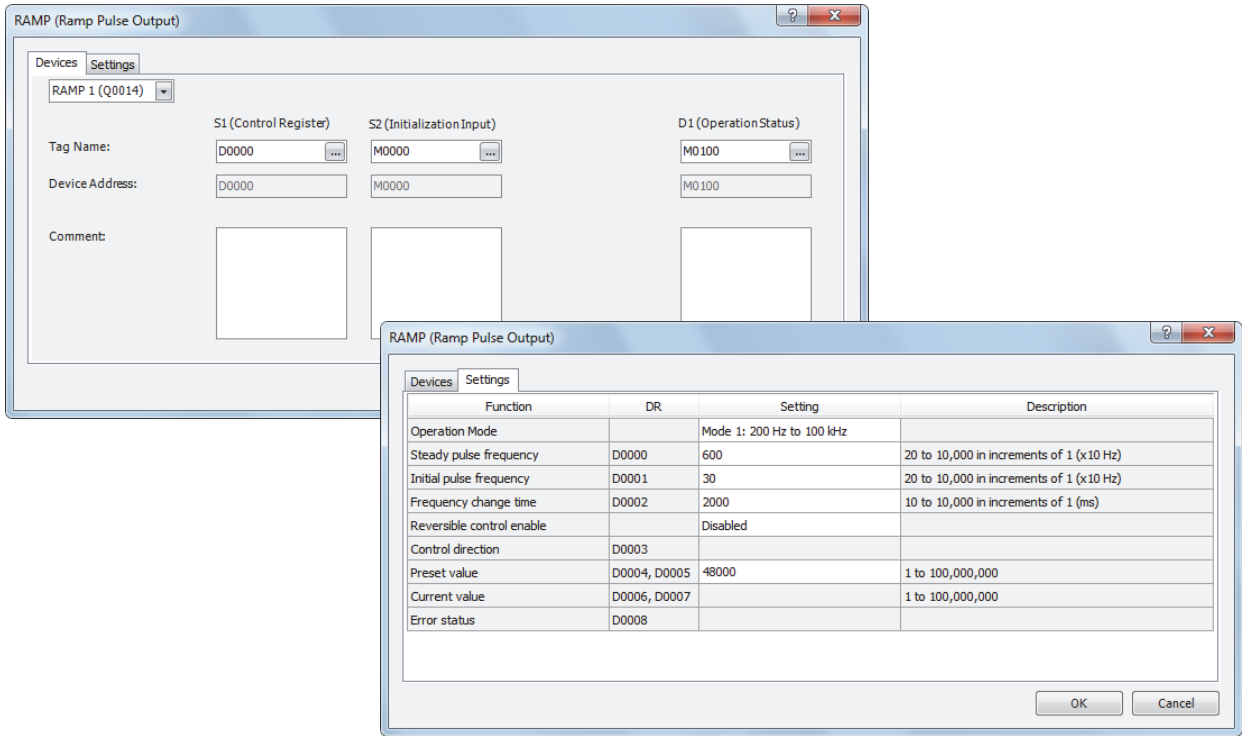 RAMP (Ramp Pulse Output)
Devices Settings
RAMP 1 (Q0014)
S1 (Control Register) S2 (Initialization Input) D1 (Operation Status)
Tag Name: D0000 ... M0000 ... M0100 ...
Device Address: D0000 M0000 M0100
Comment:
RAMP (Ramp Pulse Output)
Devices Settings
Function DR Setting Description
Operation Mode Mode 1: 200 Hz to 100 kHz
Steady pulse frequency D0000 600 20 to 10,000 in increments of 1 (x10 Hz)
Initial pulse frequency D0001 30 20 to 10,000 in increments of 1 (x10 Hz)
Frequency change time D0002 2000 10 to 10,000 in increments of 1 (ms)
Reversible control enable Disabled
Control direction D0003
Preset value D0004, D0005 48000 1 to 100,000,000
Current value D0006, D0007 1 to 100,000,000
Error status D0008
OK Cancel